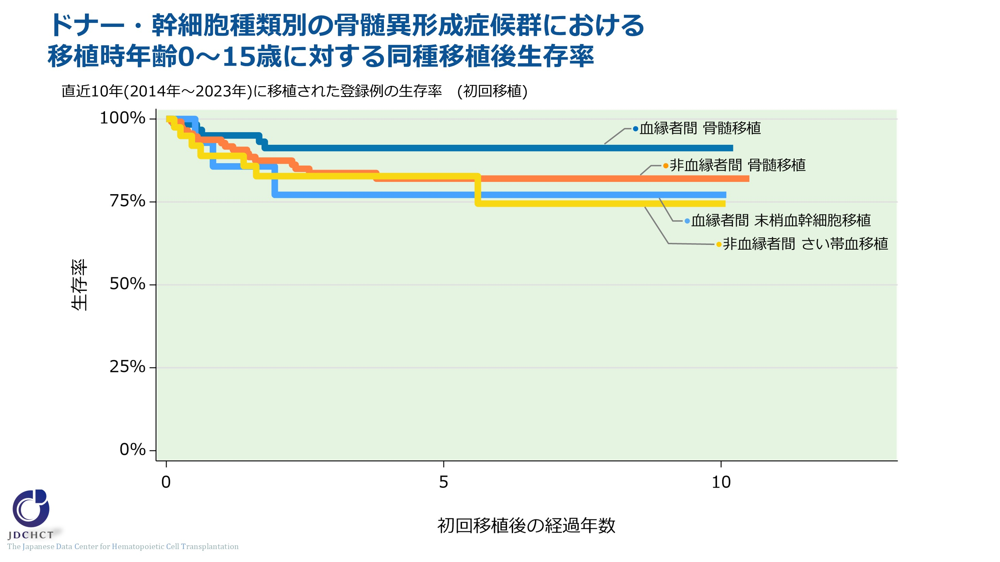 ドナー・幹細胞種類別の骨髄異形成症候群における
移植時年齢0～15歳に対する同種移植後生存率
直近10年(2014年～2023年)に移植された登録例の生存率　(初回移植)
100%
75%
50%
25%
0%
生存率
血縁者間 骨髄移植
非血縁者間 骨髄移植
血縁者間 末梢血幹細胞移植
非血縁者間 さい帯血移植
0
5
10
初回移植後の経過年数
JDCHCT
The Japanese Data Center for Hematopoietic Cell Transplantation